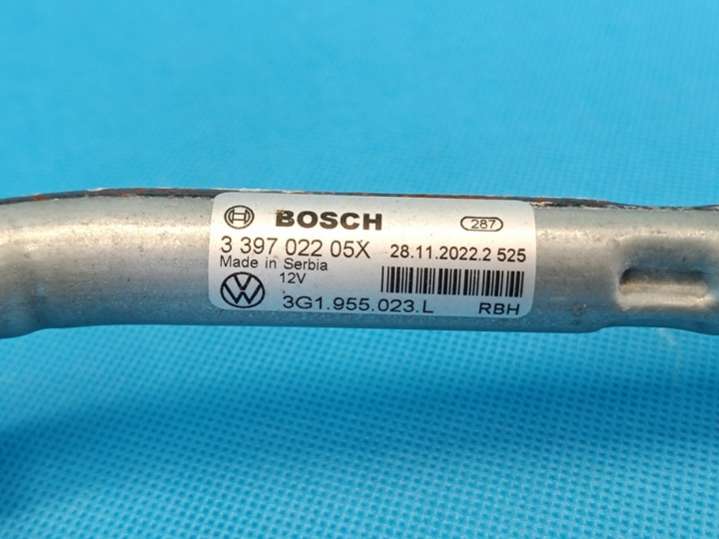 BOSCH 287
3 397 022 05X 28.11.2022.2 525
Made in Serbia
12V
3G1.955.023.L RBH